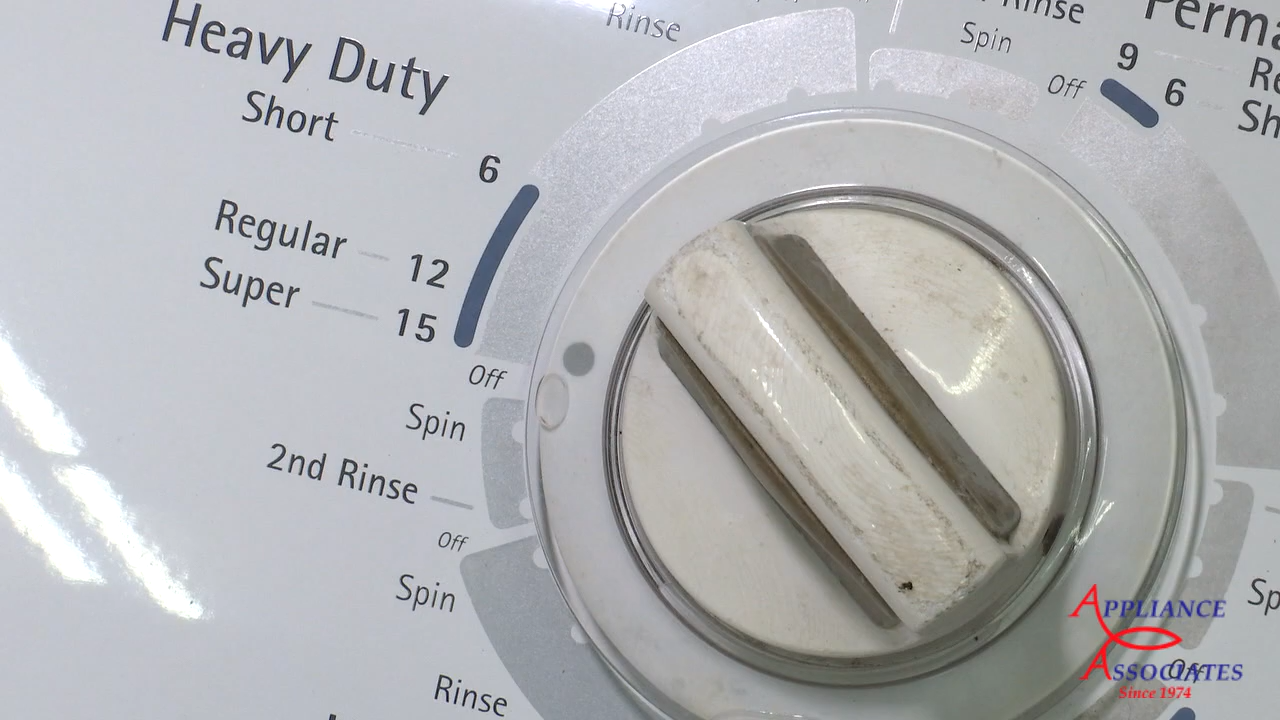 Heavy Duty
Short
6
Regular 12
Super 15
Off
Spin
2nd Rinse
Off
Spin
Rinse
Rinse
Rinse
Spin
Off
9
6
Off
APPLIANCE
ASSOCIATES
Since 1974